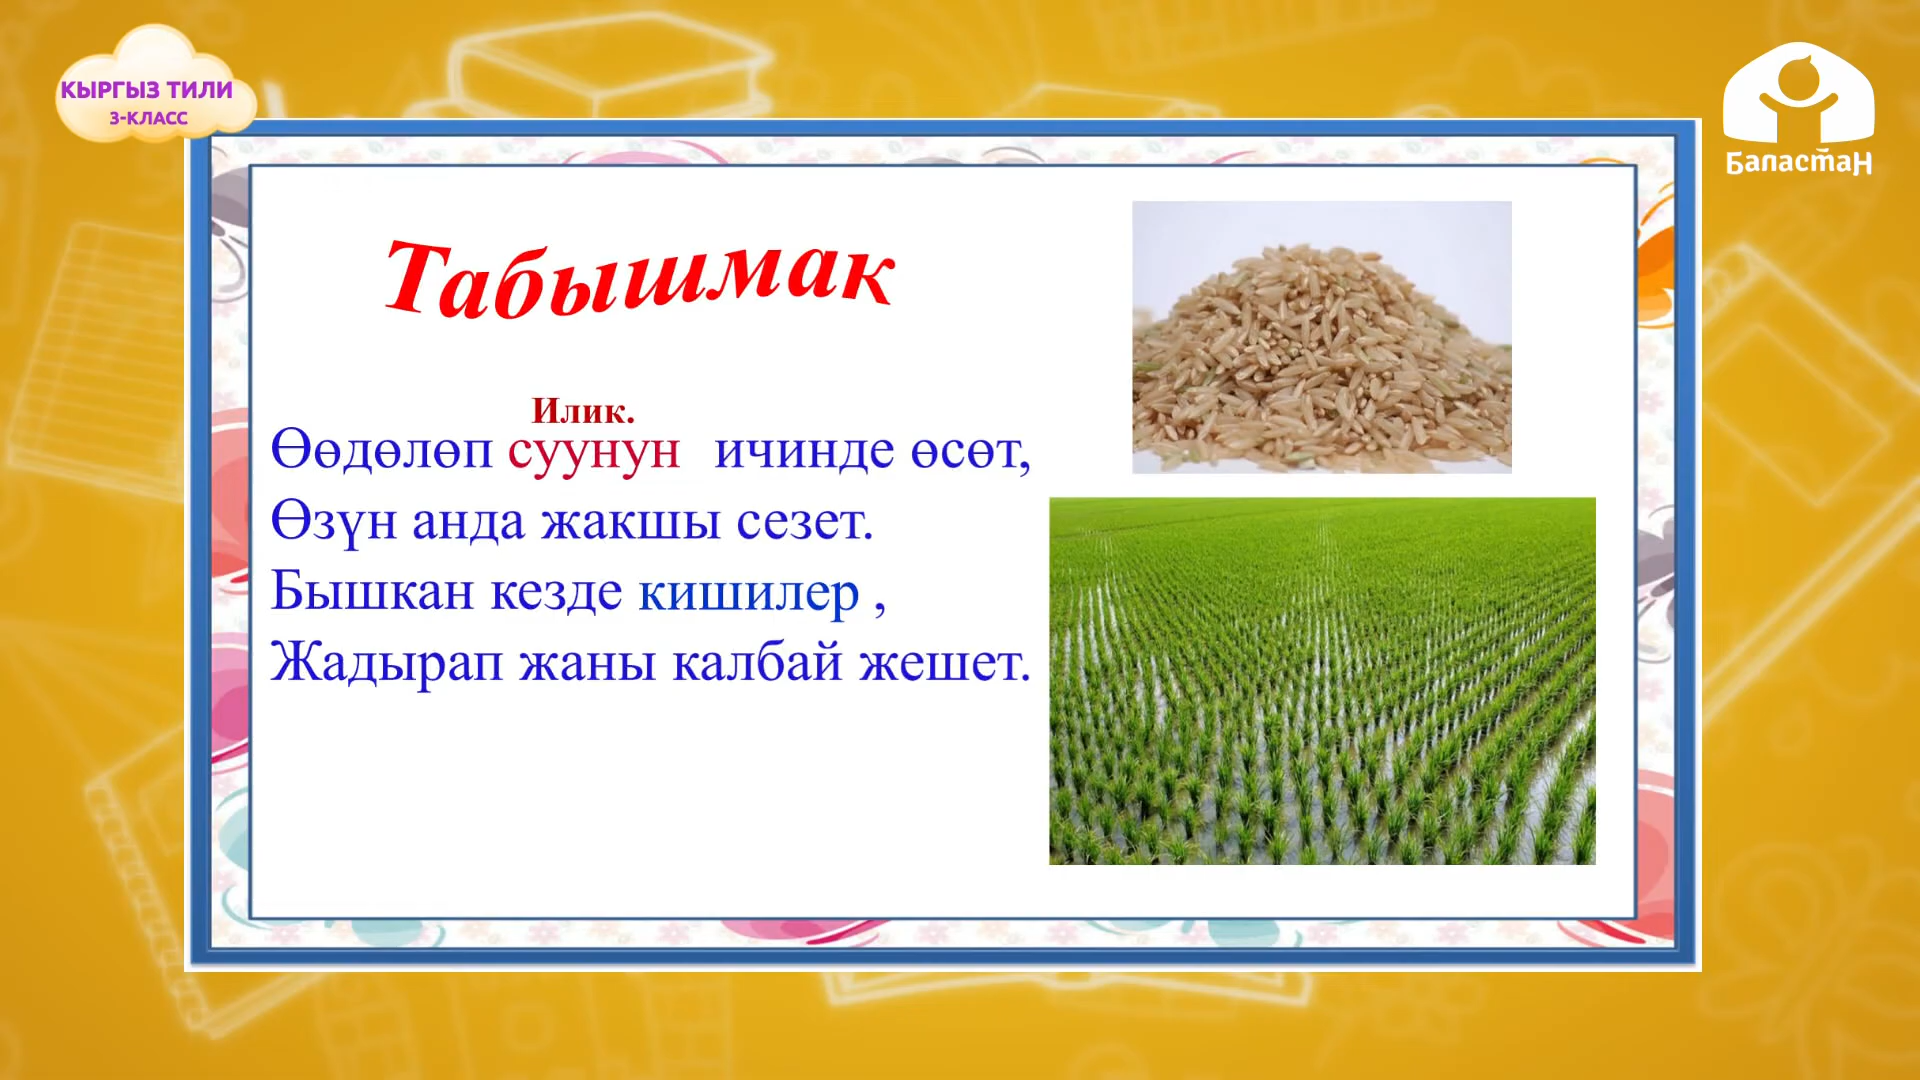 КЫРГЫЗ ТИЛИ
3-КЛАСС
Баластан
Табышмак
Илик.
Өөдөлөп суунун ичинде өсөт,
Өзүн анда жакшы сезет.
Бышкан кезде кишилер ,
Жадырап жаны калбай жешет.